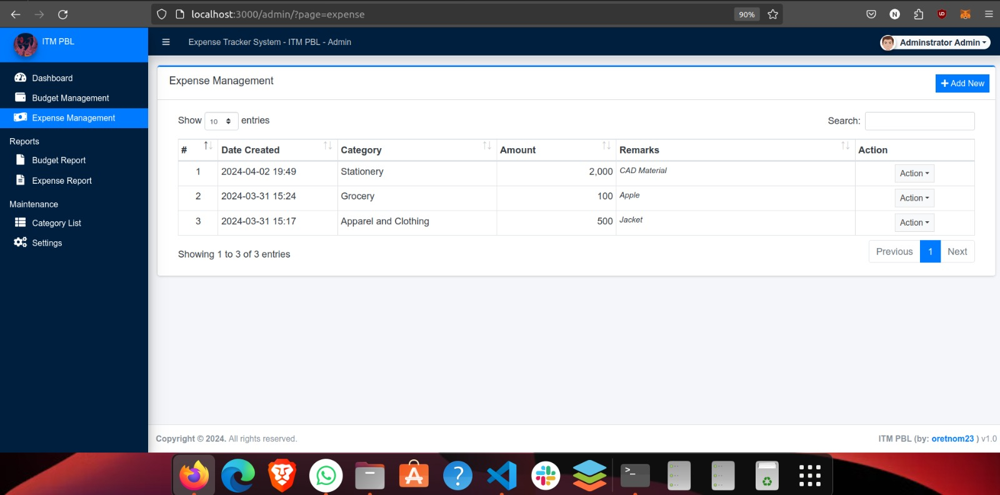 localhost:3000/admin/?page=expense
90%
N
ITM PBL
Expense Tracker System - ITM PBL - Admin
Adminstrator Admin
Dashboard
Budget Management
Expense Management
Reports
Budget Report
Expense Report
Maintenance
Category List
Settings
Expense Management
Add New
Show 10 entries
Search:
# Date Created Category Amount Remarks Action
1 2024-04-02 19:49 Stationery 2,000 CAD Material Action
2 2024-03-31 15:24 Grocery 100 Apple Action
3 2024-03-31 15:17 Apparel and Clothing 500 Jacket Action
Showing 1 to 3 of 3 entries
Previous 1 Next
Copyright © 2024. All rights reserved.
ITM PBL (by: oretnom23 ) v1.0